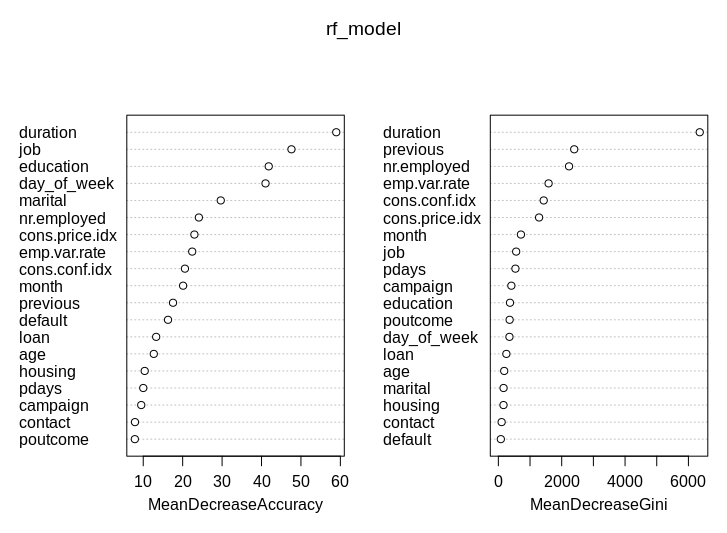 rf_model
duration
job
education
day_of_week
marital
nr.employed
cons.price.idx
emp.var.rate
cons.conf.idx
month
previous
default
loan
age
housing
pdays
campaign
contact
poutcome
10 20 30 40 50 60
MeanDecreaseAccuracy
duration
previous
nr.employed
emp.var.rate
cons.conf.idx
cons.price.idx
month
job
pdays
campaign
education
poutcome
day_of_week
loan
age
marital
housing
contact
default
0 2000 4000 6000
MeanDecreaseGini